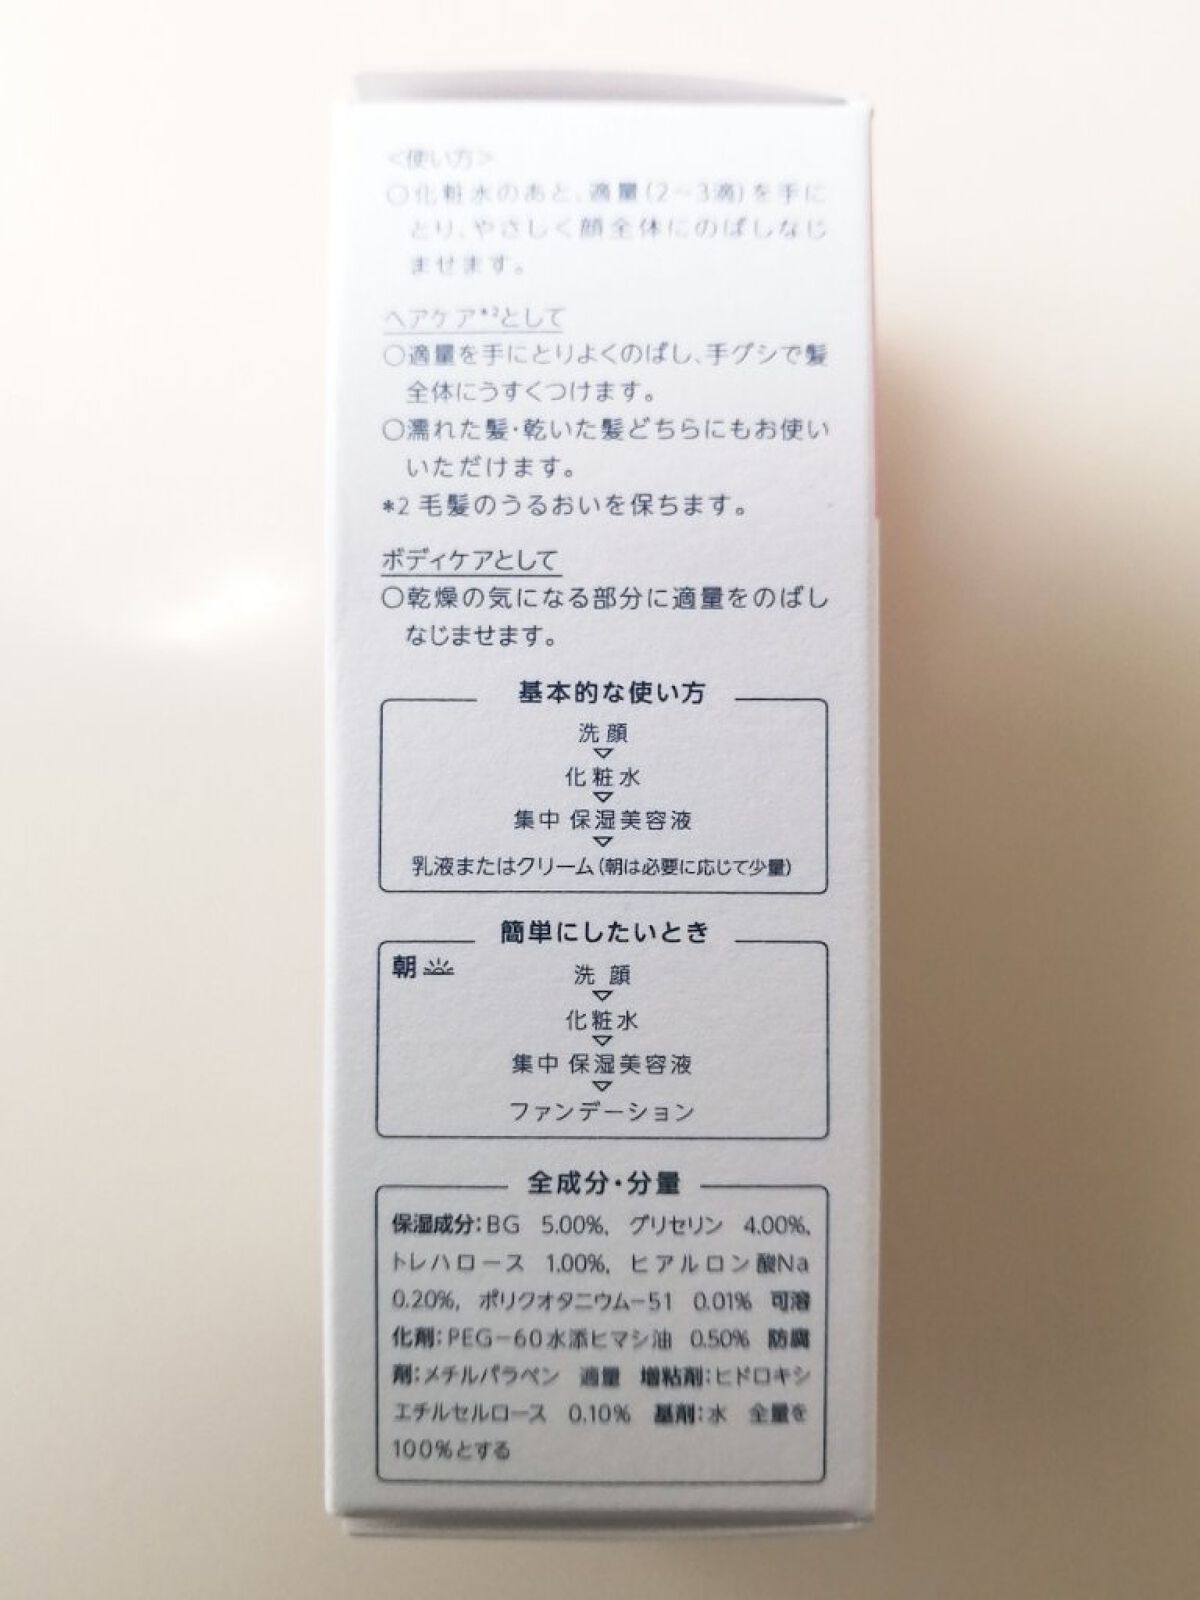 ＜使い方＞
○化粧水のあと、適量(2～3滴)を手に
とり、やさしく顔全体にのばしなじ
ませます。
ヘアケア*2として
○適量を手にとりよくのばし、手グシで髪
全体にうすくつけます。
○濡れた髪・乾いた髪どちらにもお使い
いただけます。
*2 毛髪のうるおいを保ちます。
ボディケアとして
○乾燥の気になる部分に適量をのばし
なじませます。
基本的な使い方
洗顔
▽
化粧水
▽
集中 保湿美容液
▽
乳液またはクリーム(朝は必要に応じて少量)
簡単にしたいとき
朝
洗顔
▽
化粧水
▽
集中 保湿美容液
▽
ファンデーション
全成分・分量
保湿成分:BG 5.00%, グリセリン 4.00%,
トレハロース 1.00%, ヒアルロン酸Na
0.20%, ポリクオタニウム-51 0.01% 可溶
化剤:PEG-60水添ヒマシ油 0.50% 防腐
剤:メチルパラベン 適量 増粘剤:ヒドロキシ
エチルセルロース 0.10% 基剤:水 全量を
100%とする